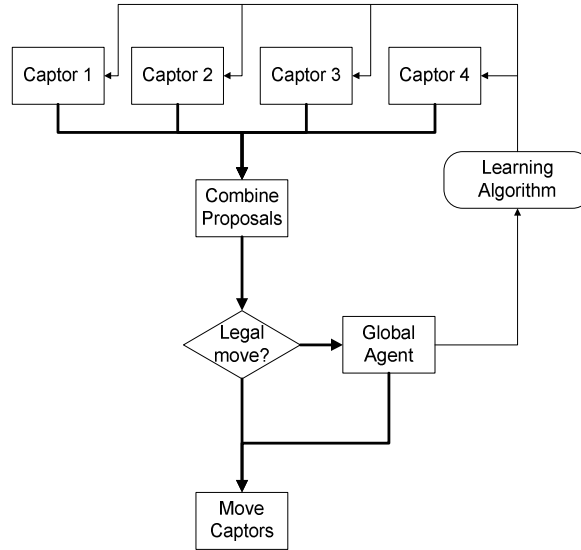 Captor 1
Captor 2
Captor 3
Captor 4
Learning
Algorithm
Combine
Proposals
Legal
move?
Global
Agent
Move
Captors